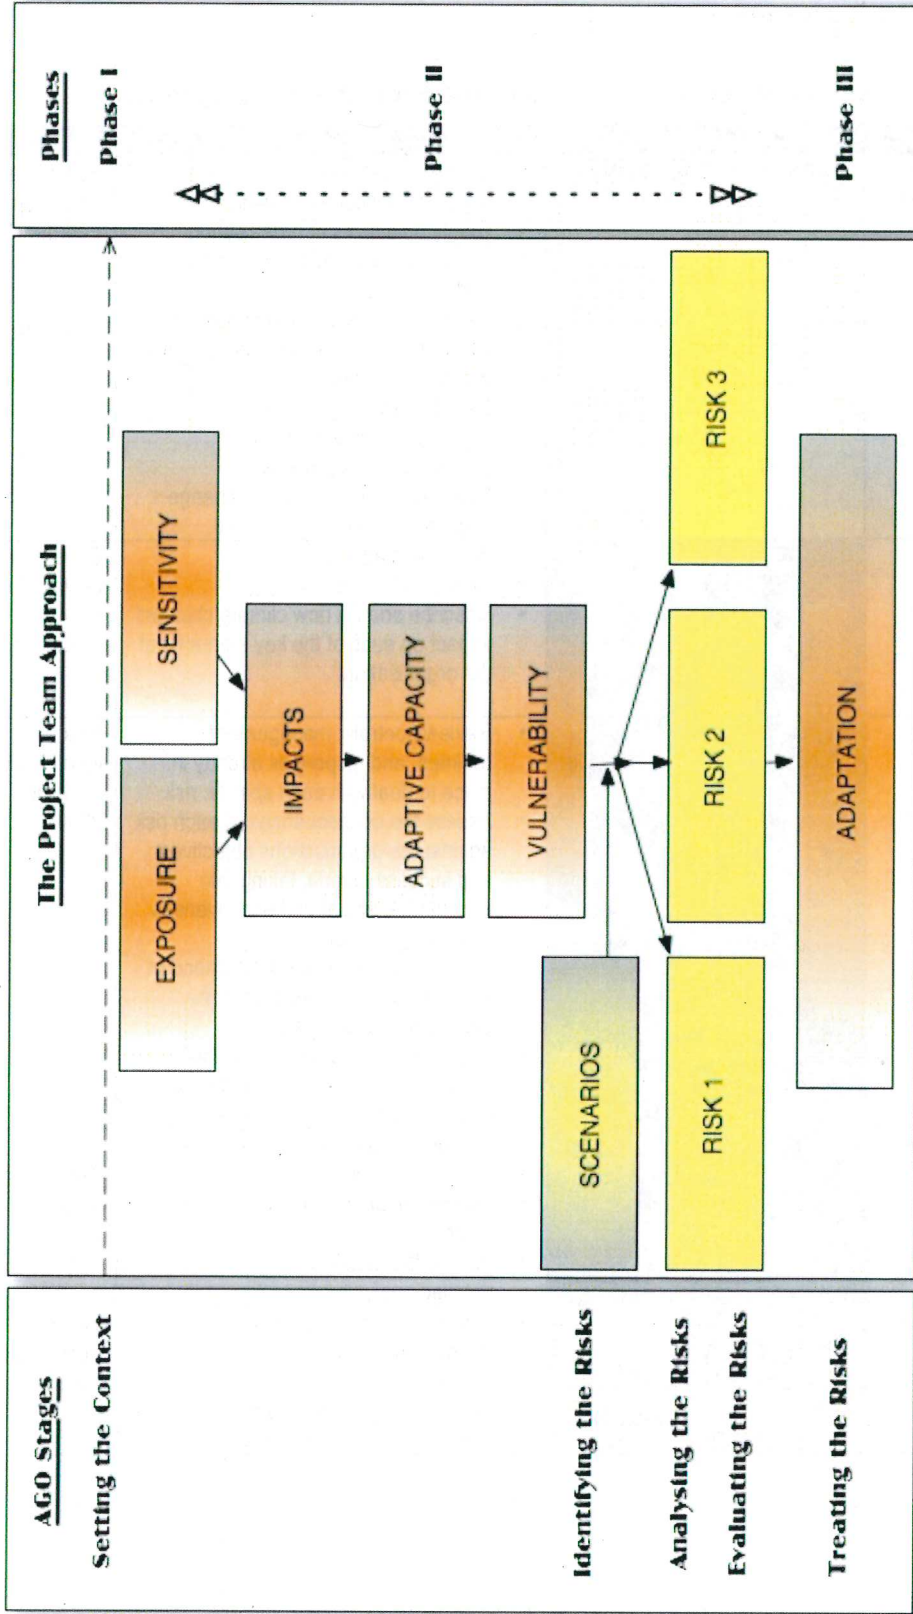 AGO Stages
Setting the Context
Identifying the Risks
Analysing the Risks
Evaluating the Risks
Treating the Risks
The Project Team Approach
EXPOSURE
SENSITIVITY
IMPACTS
ADAPTIVE CAPACITY
VULNERABILITY
SCENARIOS
RISK 1
RISK 2
RISK 3
ADAPTATION
Phases
Phase I
Phase II
Phase III